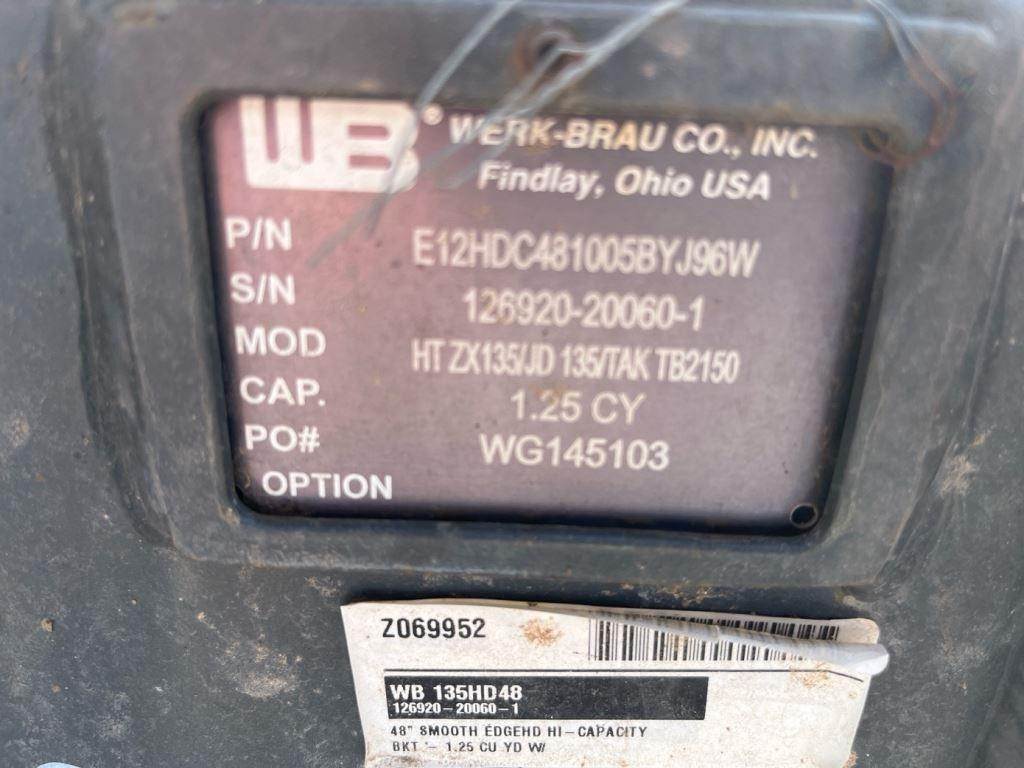 WB® WERK-BRAU CO., INC.
Findlay, Ohio USA
P/N E12HDC481005BYJ96W
S/N 126920-20060-1
MOD HT ZX135/JD 135/TAK TB2150
CAP. 1.25 CY
PO# WG145103
OPTION
Z069952
WB 135HD48
126920-20060-1
48" SMOOTH EDGEHD HI-CAPACITY
BKT - 1.25 CU YD W/